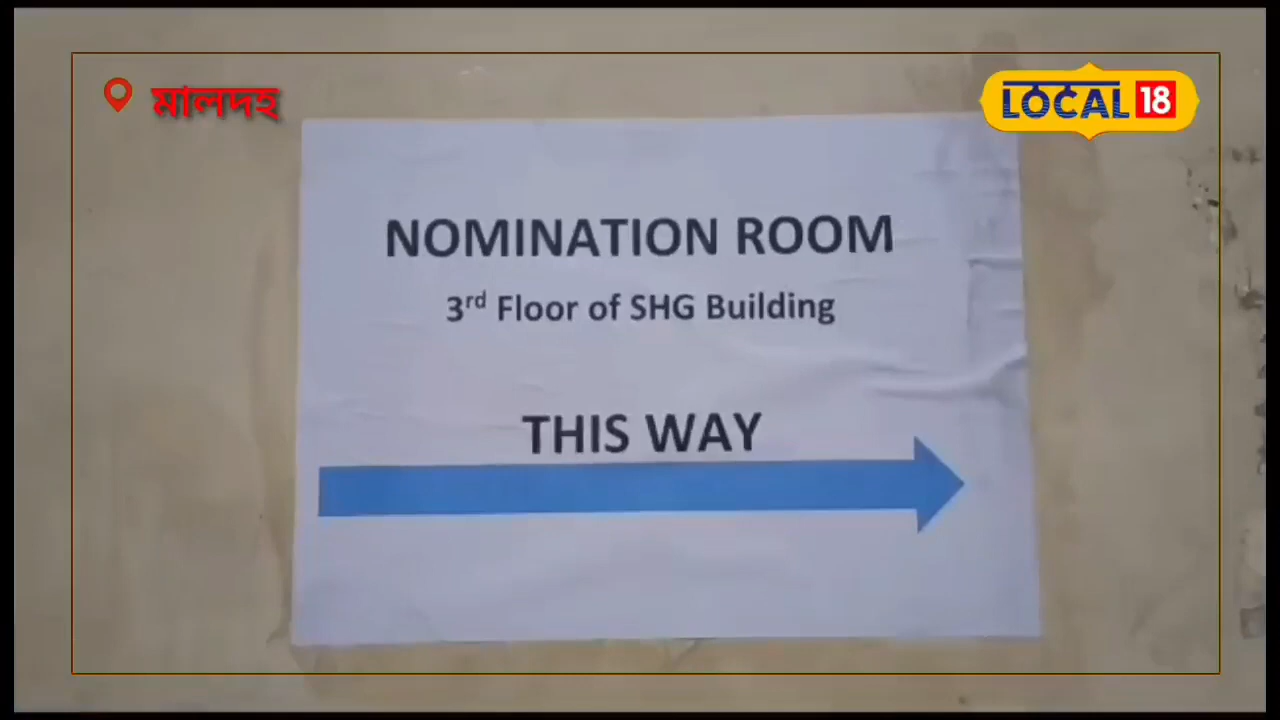 মালদহ
LOCAL 18
NOMINATION ROOM
3rd Floor of SHG Building
THIS WAY